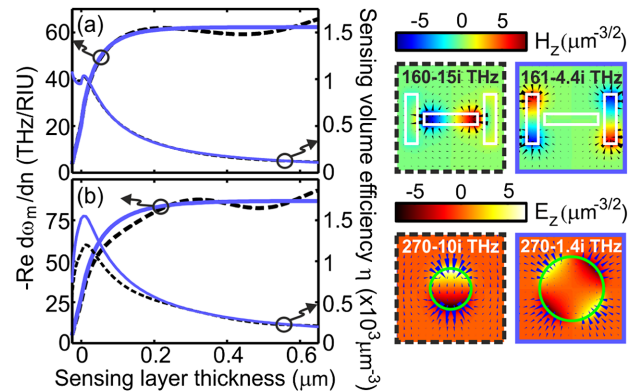 (a)
60
40
20
0
1.5
1
0.5
0
(b)
75
50
25
0
1.5
1
0.5
0
0
0.2
0.4
0.6
-Re dω_m/dn (THz/RIU)
Sensing volume efficiency η (x10³ μm⁻³)
Sensing layer thickness (μm)
-5 0 5 H_z (μm^-3/2)
160-15i THz
161-4.4i THz
-5 0 5 E_z (μm^-3/2)
270-10i THz
270-1.4i THz